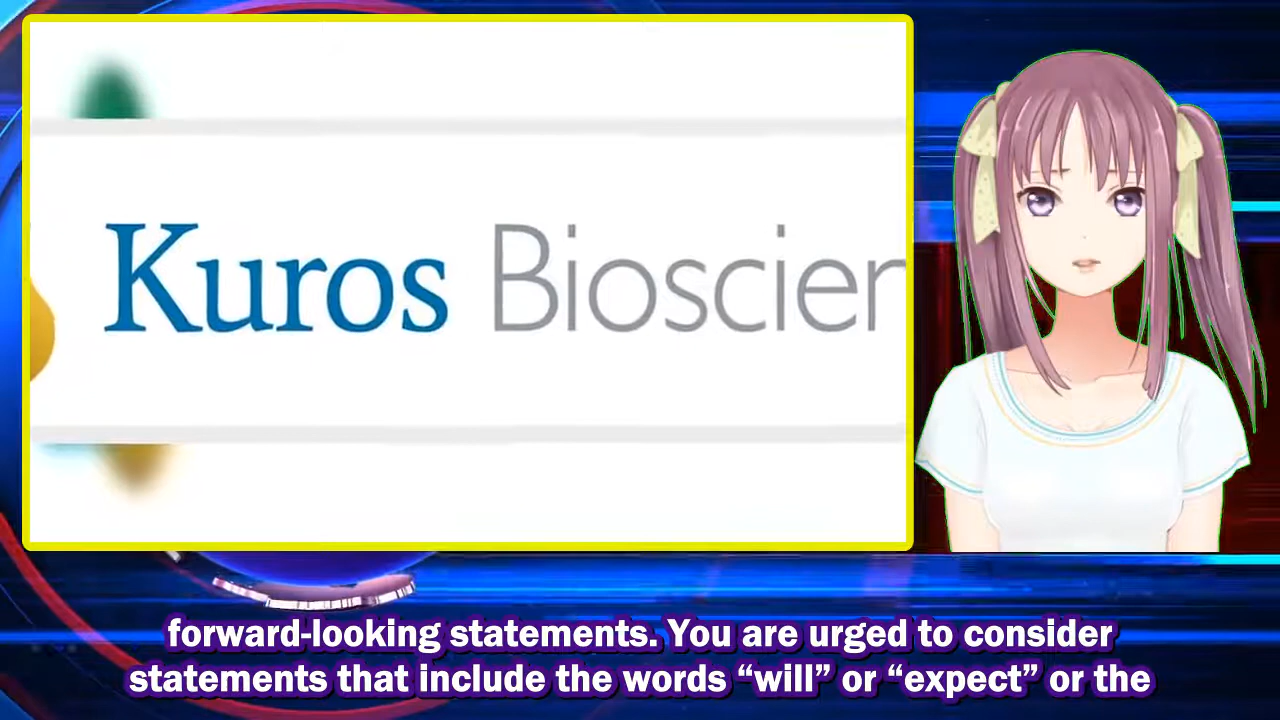 Kuros Bioscien
forward-looking statements. You are urged to consider
statements that include the words “will” or “expect” or the